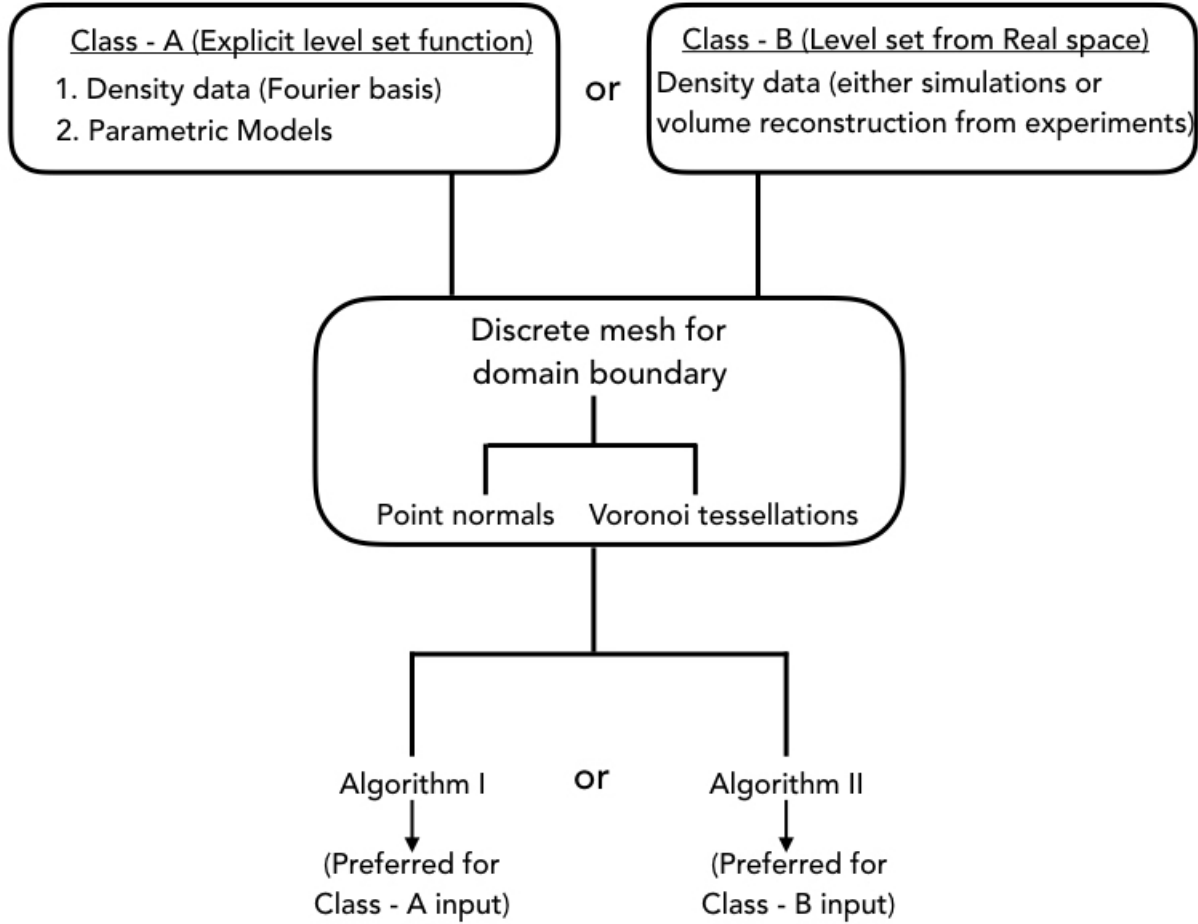 Class - A (Explicit level set function)
1. Density data (Fourier basis)
2. Parametric Models
or
Class - B (Level set from Real space)
Density data (either simulations or
volume reconstruction from experiments)
Discrete mesh for
domain boundary
Point normals
Voronoi tessellations
Algorithm I
or
Algorithm II
(Preferred for
Class - A input)
(Preferred for
Class - B input)